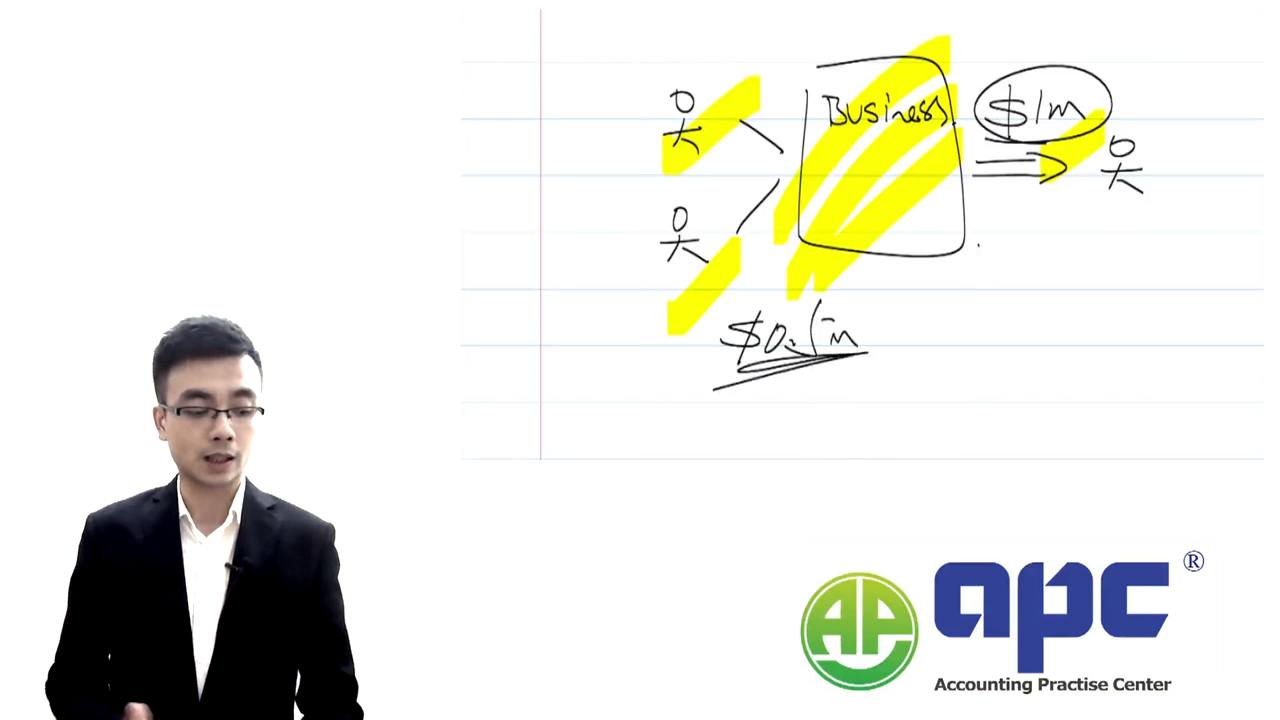 Business
$1m
$0.1m
AP
apc®
Accounting Practise Center